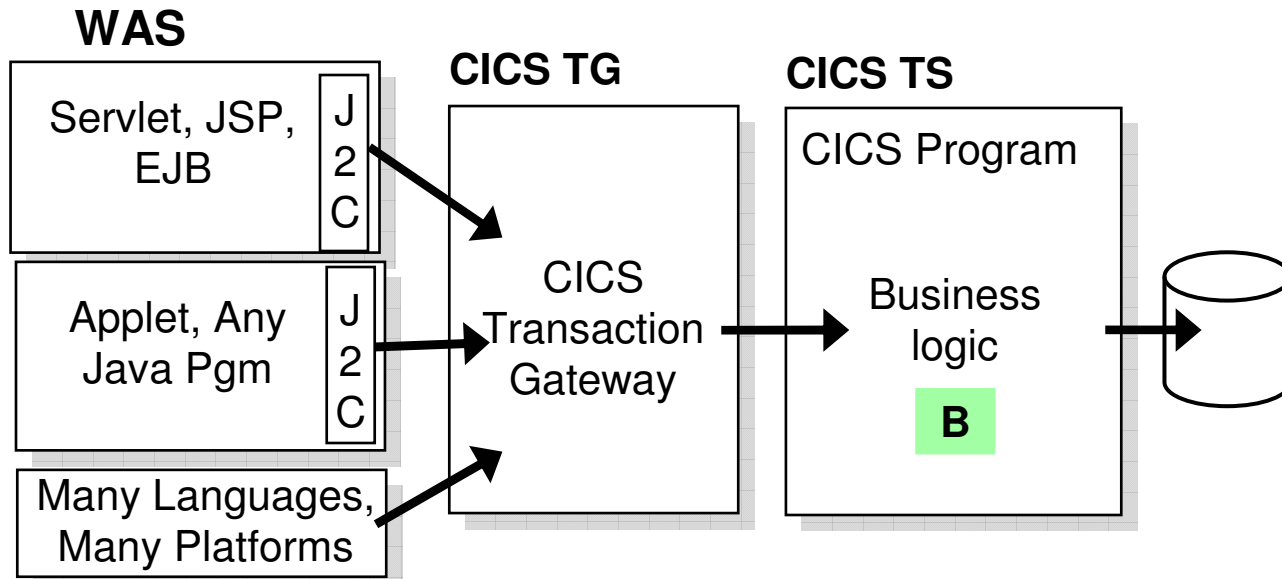 WAS
Servlet, JSP,
EJB
J
2
C
Applet, Any
Java Pgm
J
2
C
Many Languages,
Many Platforms
CICS TG
CICS
Transaction
Gateway
CICS TS
CICS Program
Business
logic
B